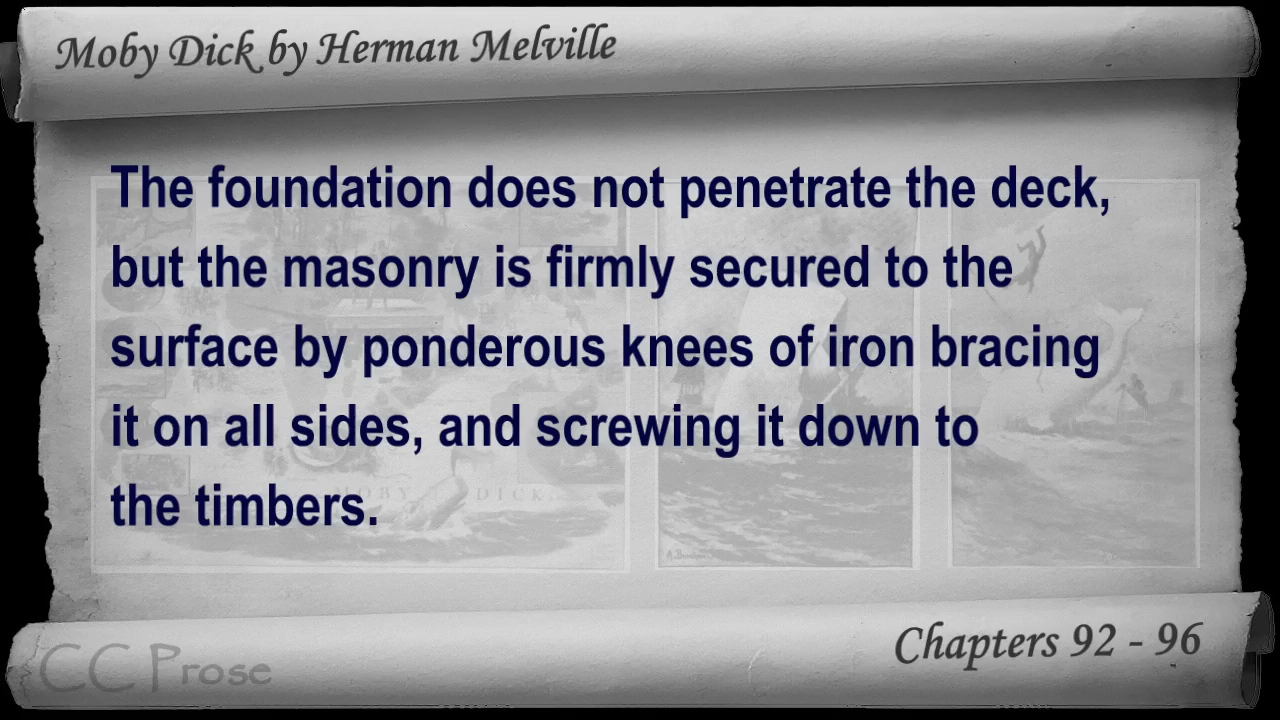 Moby Dick by Herman Melville
The foundation does not penetrate the deck,
but the masonry is firmly secured to the
surface by ponderous knees of iron bracing
it on all sides, and screwing it down to
the timbers.
MOBY DICK
Chapters 92 - 96
CC Prose